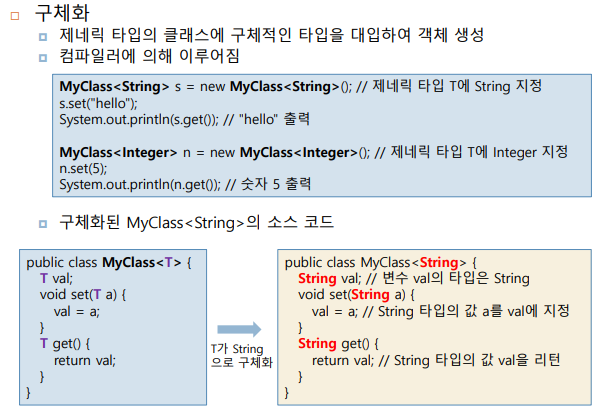 구체화
제네릭 타입의 클래스에 구체적인 타입을 대입하여 객체 생성
컴파일러에 의해 이루어짐
MyClass<String> s = new MyClass<String>(); // 제네릭 타입 T에 String 지정
s.set("hello");
System.out.println(s.get()); // "hello" 출력
MyClass<Integer> n = new MyClass<Integer>(); // 제네릭 타입 T에 Integer 지정
n.set(5);
System.out.println(n.get()); // 숫자 5 출력
구체화된 MyClass<String>의 소스 코드
public class MyClass<T> {
T val;
void set(T a) {
val = a;
}
T get() {
return val;
}
}
T가 String
으로 구체화
public class MyClass<String> {
String val; // 변수 val의 타입은 String
void set(String a) {
val = a; // String 타입의 값 a를 val에 지정
}
String get() {
return val; // String 타입의 값 val을 리턴
}
}